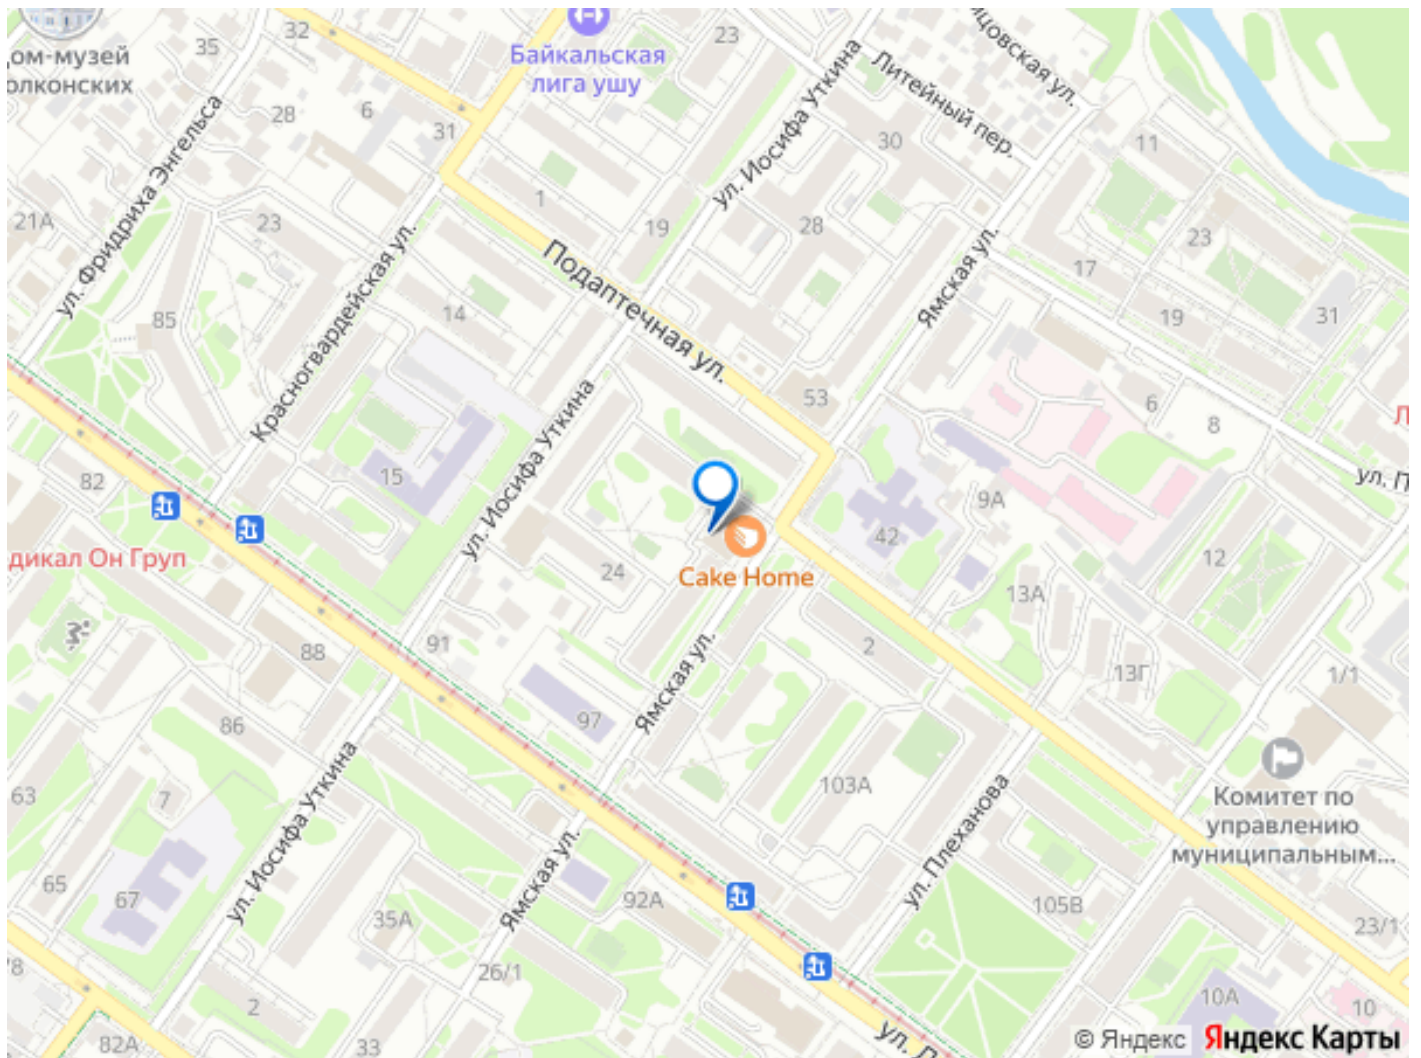 32
35
ом-музей
олконских
Байкальская
лига ушу
23
ул. Иосифа Уткина
Литейный пер.
28
6
31
30
11
ул. Фридриха Энгельса
21А
23
1
19
28
23
17
Красногвардейская ул.
Подаптечная ул.
Ямская ул.
85
14
19
31
53
6
8
Л
ул. Иосифа Уткина
82
15
9А
ул. П
дикал Он Груп
42
12
24
Cake Home
13А
91
88
2
13Г
1/1
Ямская ул.
97
86
103А
63
7
ул. Иосифа Уткина
Комитет по
управлению
муниципальным...
ул. Плеханова
65
67
Ямская ул.
92А
105В
35А
23/1
26/1
78
2
10А
10
82А
33
© Яндекс
Яндекс Карты